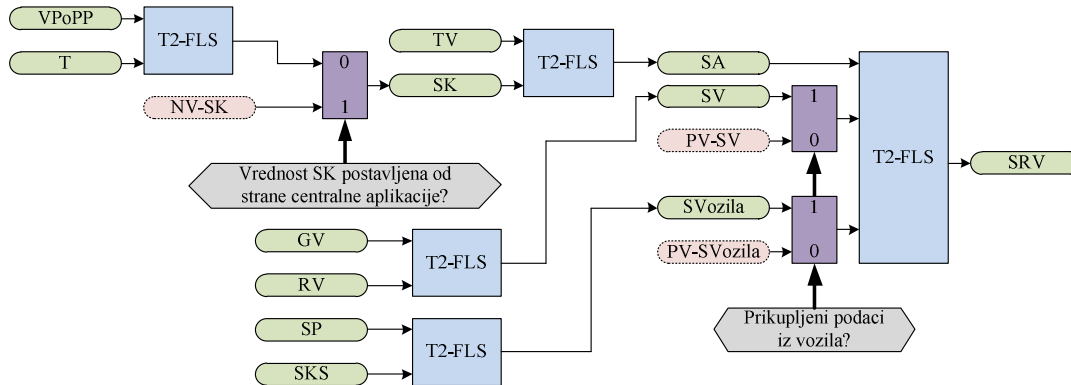 VPoPP
T
T2-FLS
NV-SK
0
1
SK
Vrednost SK postavljena od
strane centralne aplikacije?
TV
T2-FLS
SA
SV
PV-SV
1
0
SVozila
PV-SVozila
1
0
T2-FLS
SRV
GV
RV
T2-FLS
SP
SKS
T2-FLS
Prikupljeni podaci
iz vozila?